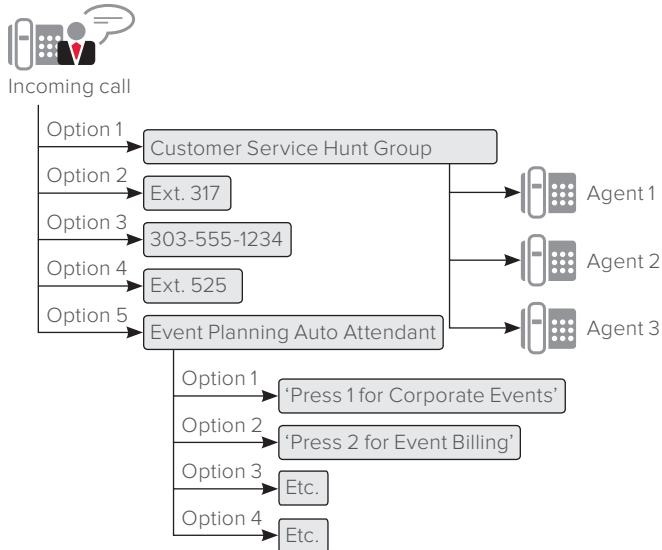 Incoming call
Option 1
Customer Service Hunt Group
Option 2
Ext. 317
Agent 1
Option 3
303-555-1234
Option 4
Agent 2
Ext. 525
Option 5
Event Planning Auto Attendant
Agent 3
Option 1
‘Press 1 for Corporate Events’
Option 2
‘Press 2 for Event Billing’
Option 3
Etc.
Option 4
Etc.